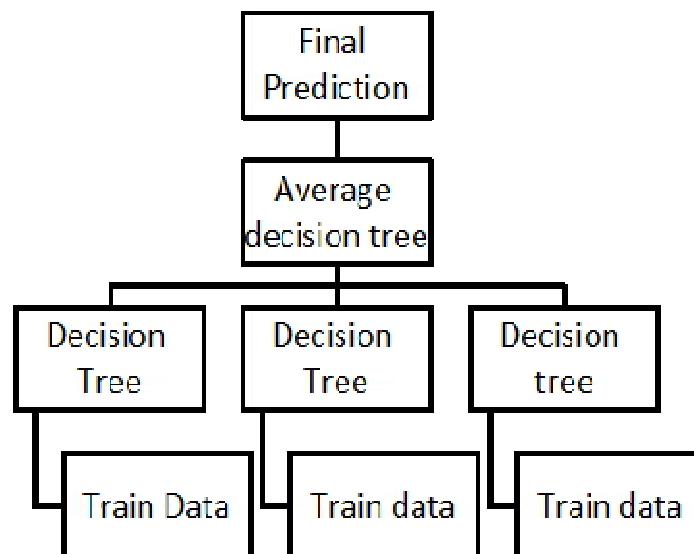 Final
Prediction
Average
decision tree
Decision
Tree
Decision
Tree
Decision
tree
Train Data
Train data
Train data